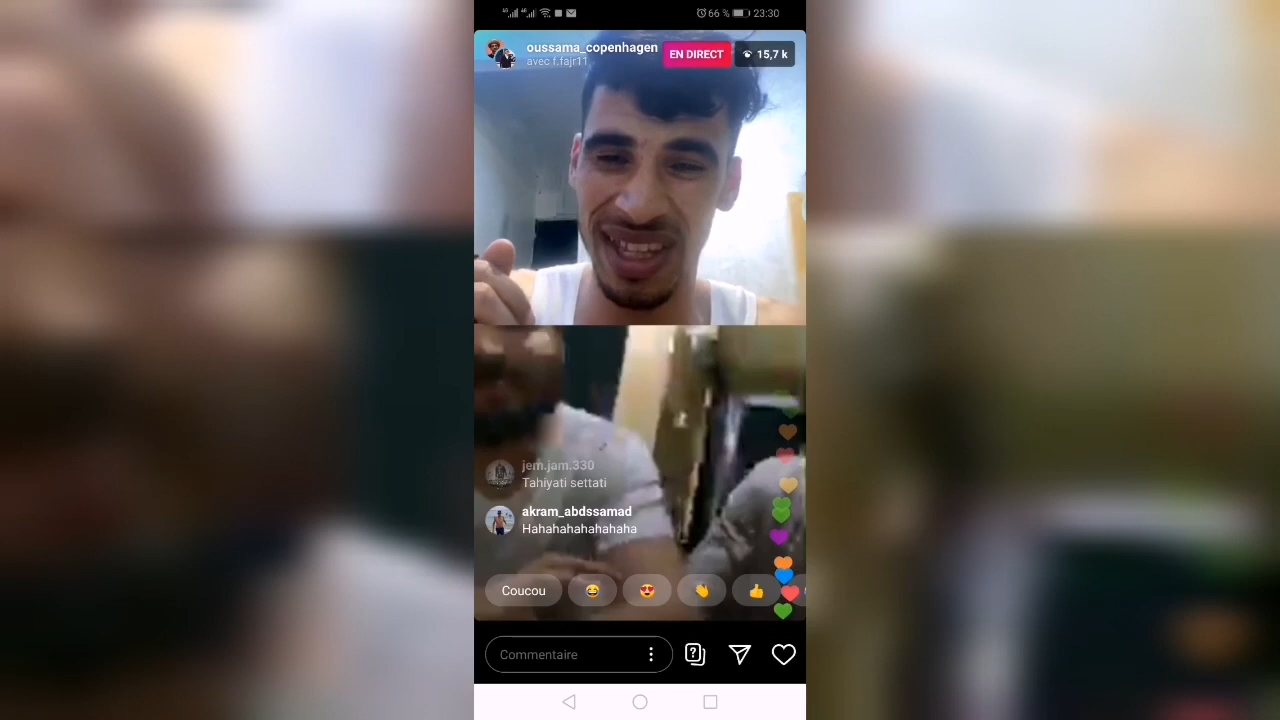 66 % 23:30
oussama_copenhagen EN DIRECT 15,7 k
avec f.fajr11
jem.jam.330
Tahiyati settati
akram_abdssamad
Hahahahahahahaha
Coucou
Commentaire